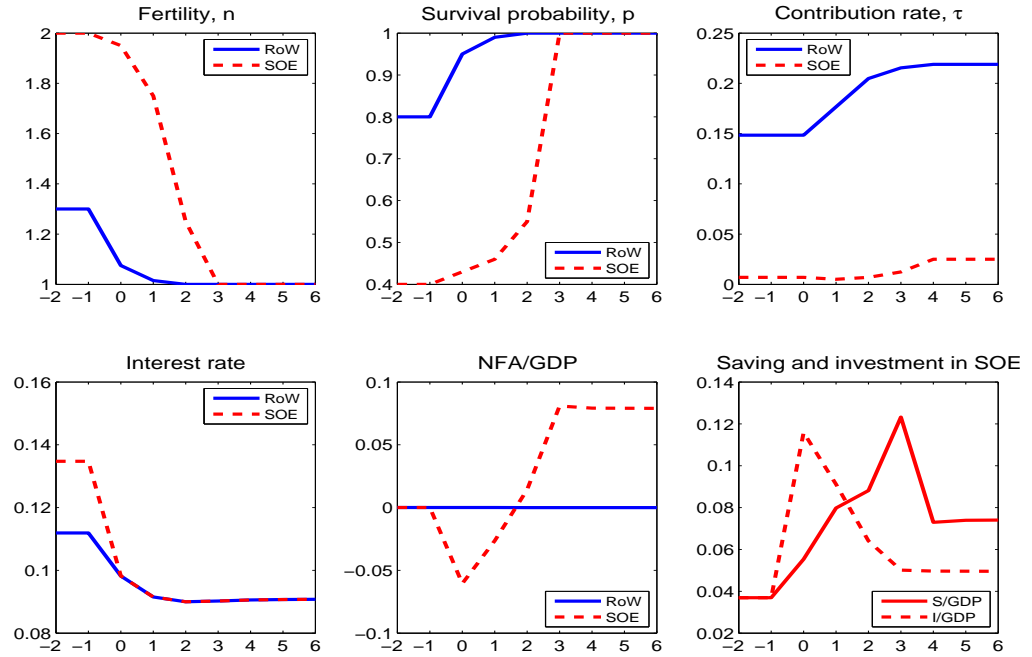 Fertility, n
2
1.8
1.6
1.4
1.2
1
−2 −1 0 1 2 3 4 5 6
RoW
SOE
Survival probability, p
1
0.9
0.8
0.7
0.6
0.5
0.4
−2 −1 0 1 2 3 4 5 6
RoW
SOE
Contribution rate, τ
0.25
0.2
0.15
0.1
0.05
0
−2 −1 0 1 2 3 4 5 6
RoW
SOE
Interest rate
0.16
0.14
0.12
0.1
0.08
−2 −1 0 1 2 3 4 5 6
RoW
SOE
NFA/GDP
0.1
0.05
0
−0.05
−0.1
−2 −1 0 1 2 3 4 5 6
RoW
SOE
Saving and investment in SOE
0.14
0.12
0.1
0.08
0.06
0.04
0.02
−2 −1 0 1 2 3 4 5 6
S/GDP
I/GDP